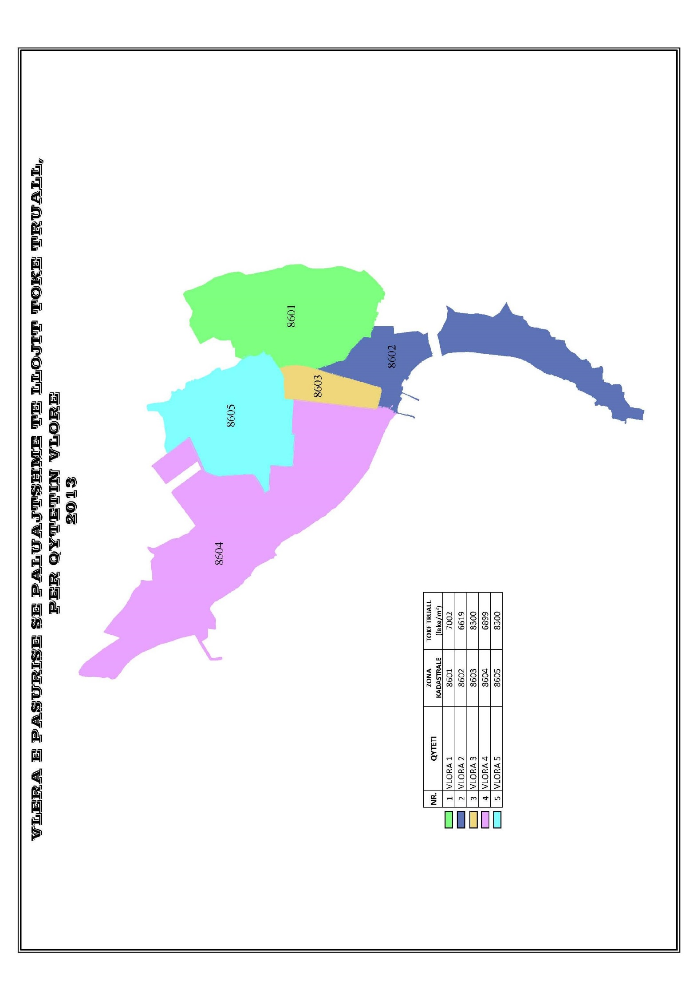 VLERA E PASURISE SE PALUAJTSHME TE LLOJIT TOKE TRUALL,
PER QYTETIN VLORE
2013
8601
8602
8603
8605
8604
NR. QYTETI ZONA KADASTRALE TOKE TRUALL (leke/m²)
1 VLORA 1 8601 7002
2 VLORA 2 8602 6619
3 VLORA 3 8603 8300
4 VLORA 4 8604 6899
5 VLORA 5 8605 8300